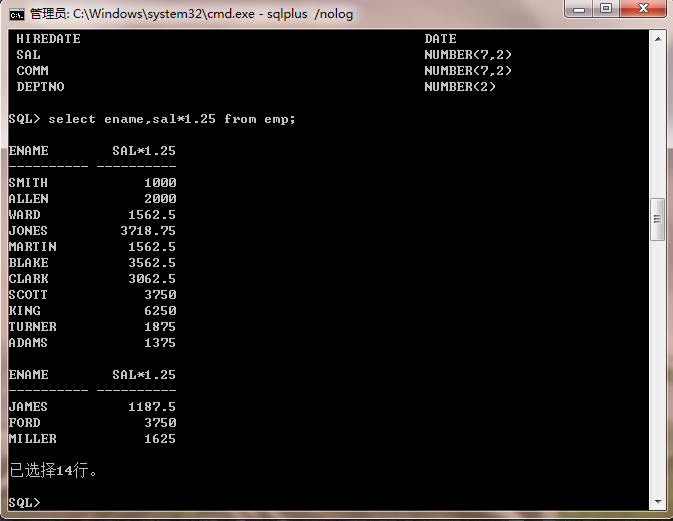 管理员: C:\Windows\system32\cmd.exe - sqlplus  /nolog
HIREDATE DATE
SAL NUMBER(7,2)
COMM NUMBER(7,2)
DEPTNO NUMBER(2)
SQL> select ename,sal*1.25 from emp;
ENAME SAL*1.25
---------- ----------
SMITH 1000
ALLEN 2000
WARD 1562.5
JONES 3718.75
MARTIN 1562.5
BLAKE 3562.5
CLARK 3062.5
SCOTT 3750
KING 6250
TURNER 1875
ADAMS 1375
ENAME SAL*1.25
---------- ----------
JAMES 1187.5
FORD 3750
MILLER 1625
已选择14行。
SQL>